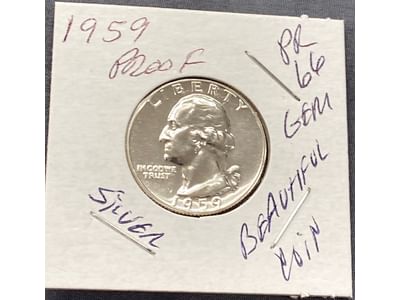 1959
PROOF
PR
66
GEM
LIBERTY
IN GOD WE
TRUST
1959
SILVER
BEAUTIFUL
COIN